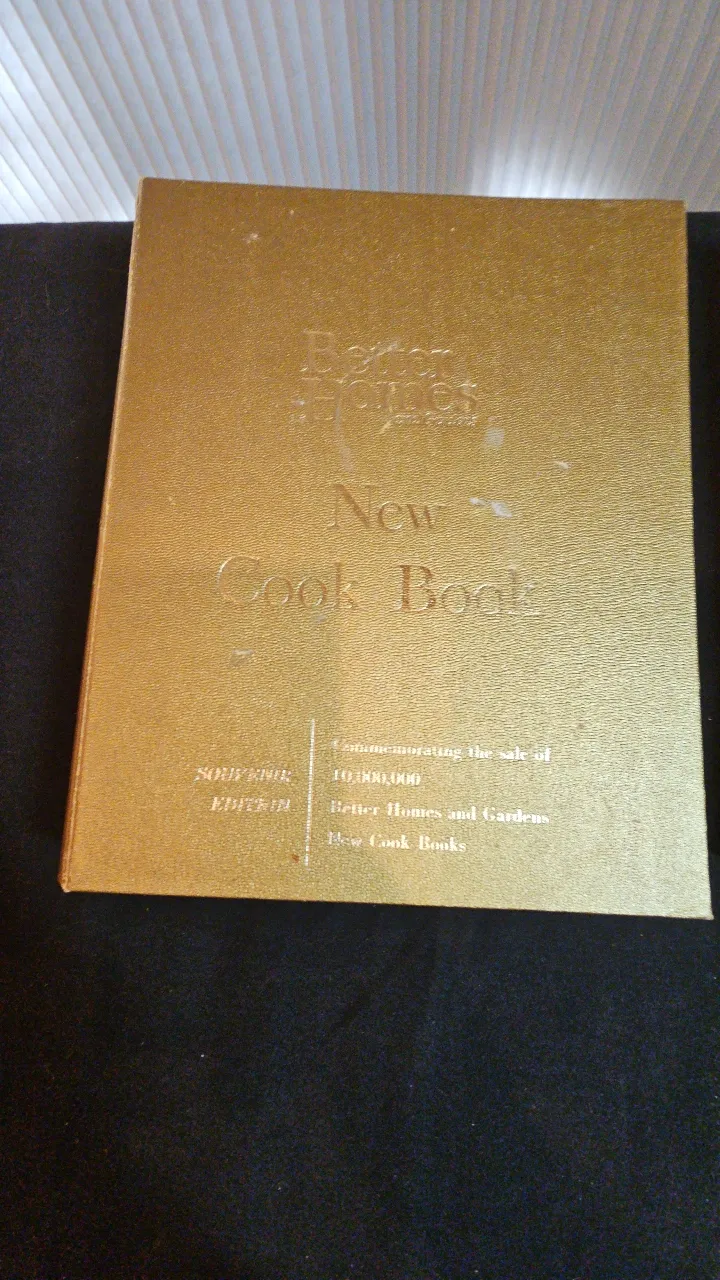 Better
Homes
and Gardens
New
Cook Book
SOUVENIR
EDITION
Commemorating the sale of
10,000,000
Better Homes and Gardens
New Cook Books